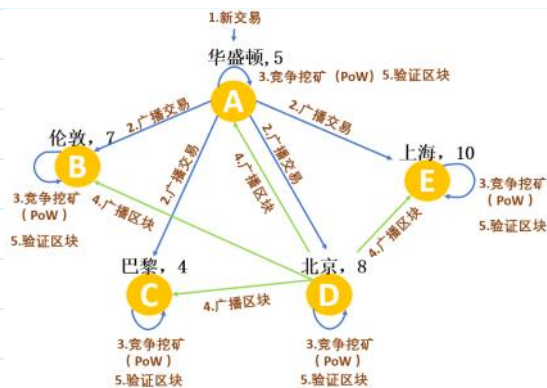 1.新交易
华盛顿,5
3.竞争挖矿（PoW）5.验证区块
A
2.广播交易
2.广播交易
2.广播交易
2.广播交易
伦敦，7
B
上海，10
E
3.竞争挖矿
（PoW）
5.验证区块
3.竞争挖矿
（PoW）
5.验证区块
4.广播区块
4.广播区块
4.广播区块
4.广播区块
巴黎，4
C
北京，8
D
3.竞争挖矿
（PoW）
5.验证区块
3.竞争挖矿
（PoW）
5.验证区块